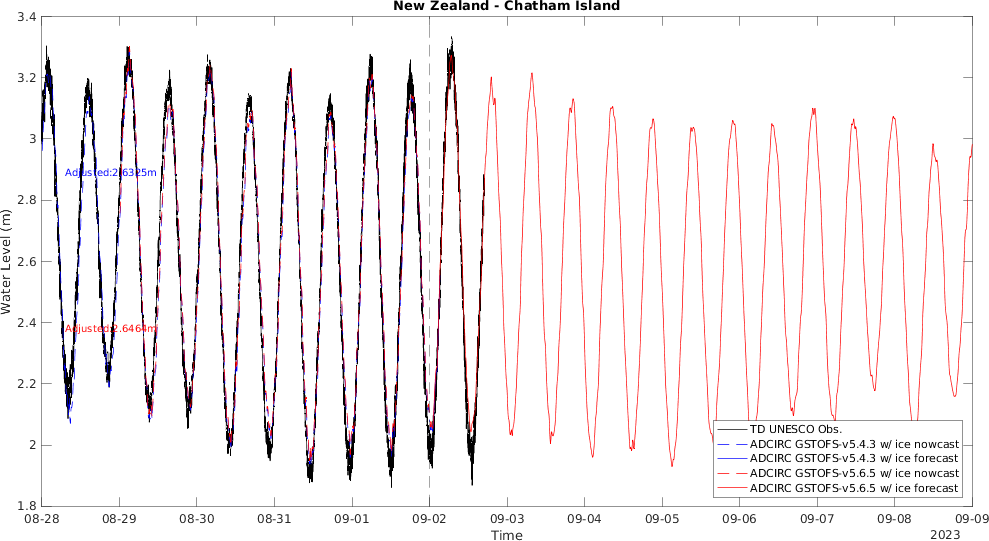 New Zealand - Chatham Island
Water Level (m)
3.4
3.2
3
2.8
2.6
2.4
2.2
2
1.8
Adjusted:2.6325m
Adjusted:2.6464m
TD UNESCO Obs.
ADCIRC GSTOFS-v5.4.3 w/ ice nowcast
ADCIRC GSTOFS-v5.4.3 w/ ice forecast
ADCIRC GSTOFS-v5.6.5 w/ ice nowcast
ADCIRC GSTOFS-v5.6.5 w/ ice forecast
08-28 08-29 08-30 08-31 09-01 09-02 09-03 09-04 09-05 09-06 09-07 09-08 09-09
Time
2023